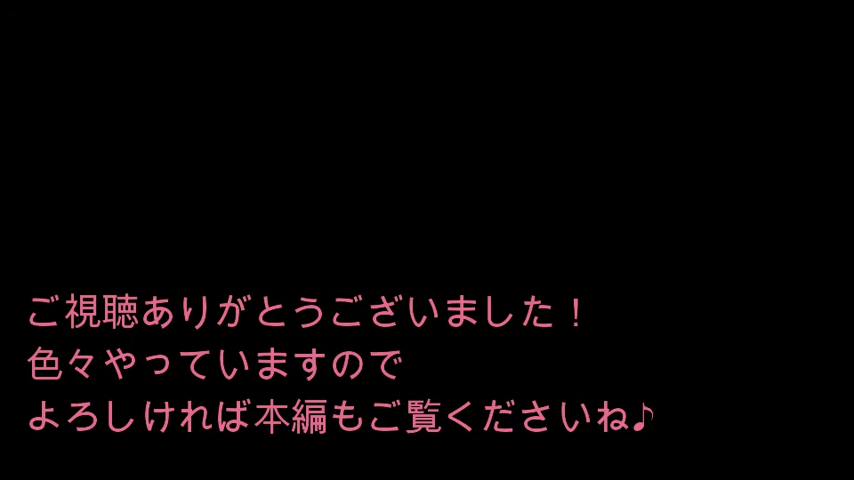 ご視聴ありがとうございました！
色々やっていますので
よろしければ本編もご覧くださいね♪